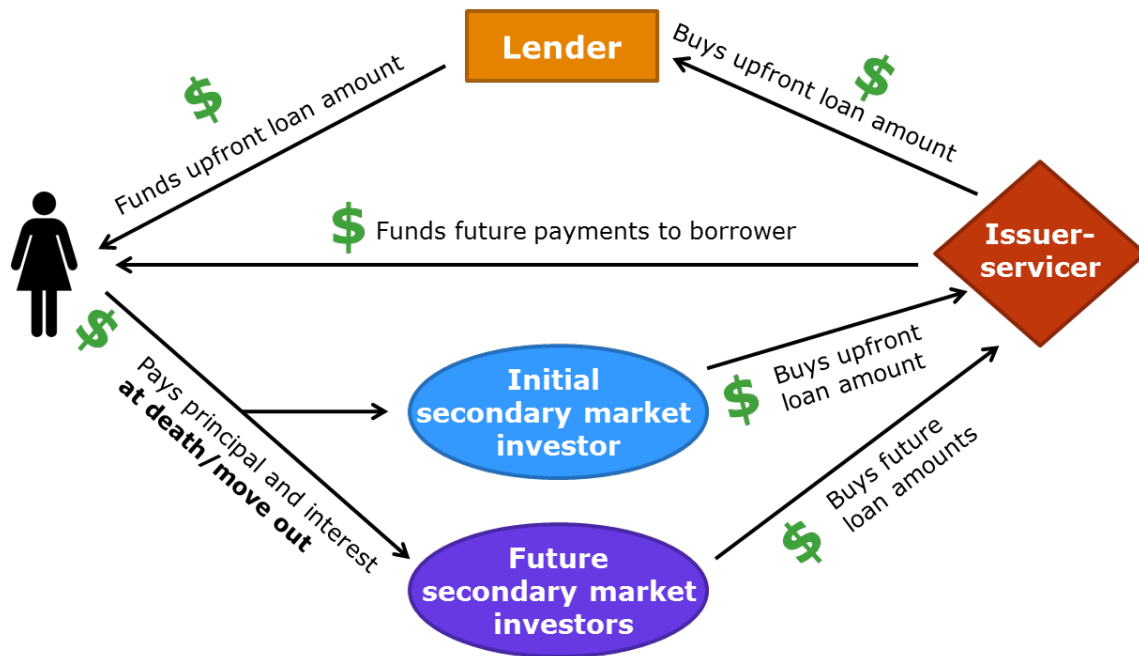 Lender
$
Funds upfront loan amount
Buys upfront loan amount
$
$ Funds future payments to borrower
Issuer-
servicer
$
Pays principal and interest
at death/move out
Initial
secondary market
investor
$
Buys upfront
loan amount
Future
secondary market
investors
$
Buys future
loan amounts